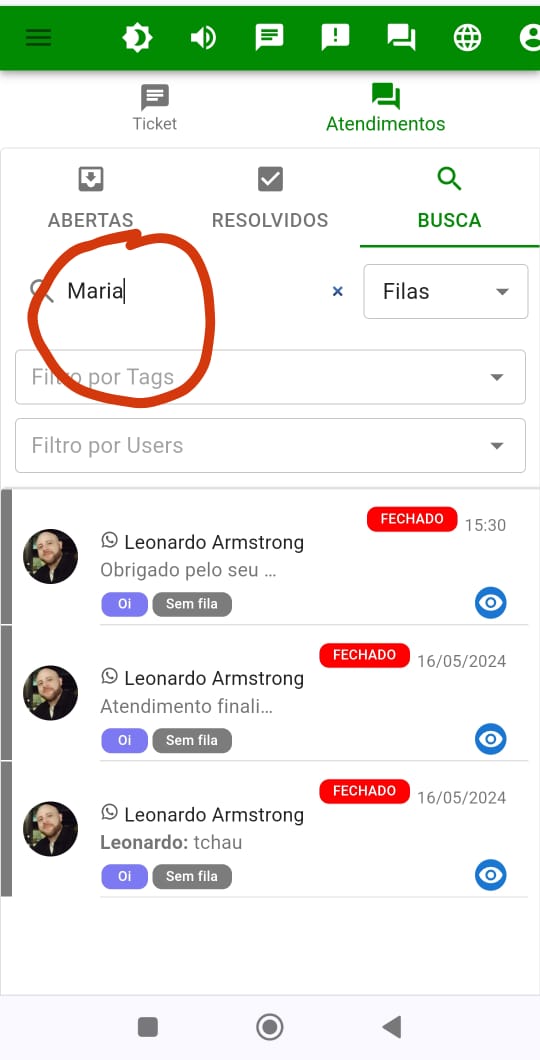 Ticket
Atendimentos
ABERTAS
RESOLVIDOS
BUSCA
Maria
×
Filas
Filtro por Tags
Filtro por Users
FECHADO 15:30
Leonardo Armstrong
Obrigado pelo seu ...
Oi Sem fila
FECHADO 16/05/2024
Leonardo Armstrong
Atendimento finali...
Oi Sem fila
FECHADO 16/05/2024
Leonardo Armstrong
Leonardo: tchau
Oi Sem fila